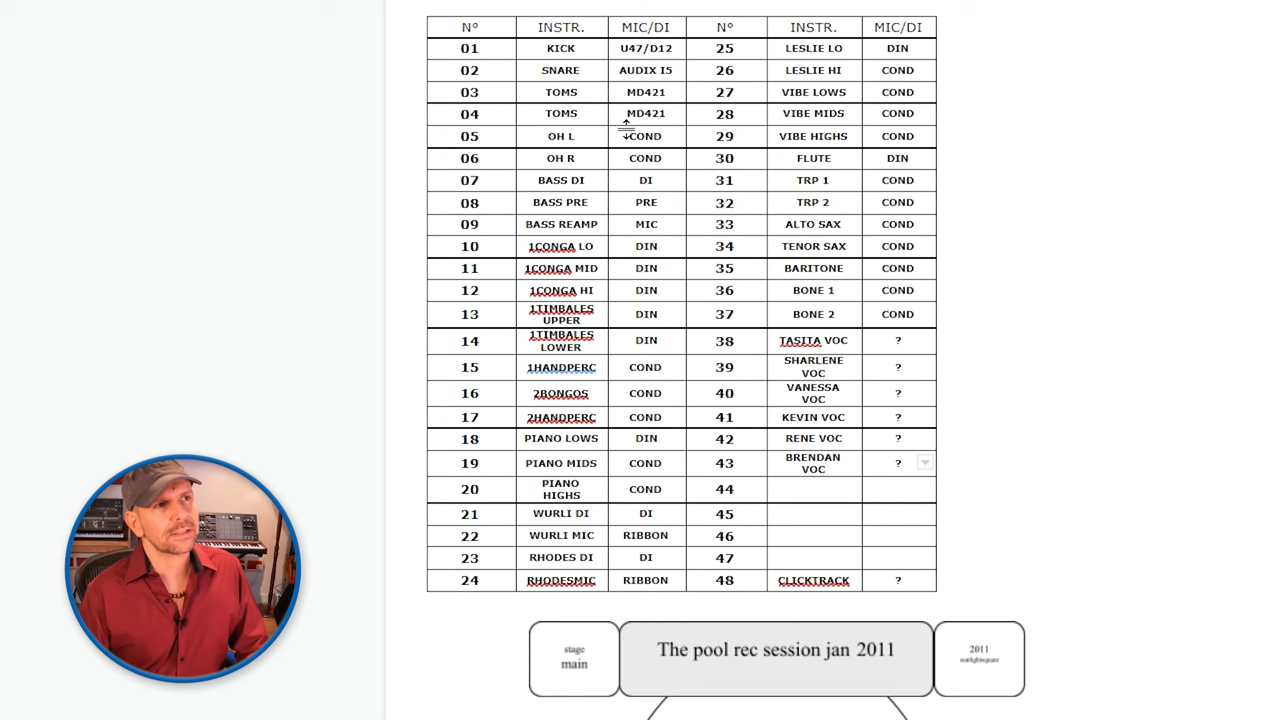 N° INSTR. MIC/DI N° INSTR. MIC/DI
01 KICK U47/D12 25 LESLIE LO DIN
02 SNARE AUDIX I5 26 LESLIE HI COND
03 TOMS MD421 27 VIBE LOWS COND
04 TOMS MD421 28 VIBE MIDS COND
05 OH L COND 29 VIBE HIGHS COND
06 OH R COND 30 FLUTE DIN
07 BASS DI DI 31 TRP 1 COND
08 BASS PRE PRE 32 TRP 2 COND
09 BASS REAMP MIC 33 ALTO SAX COND
10 1CONGA LO DIN 34 TENOR SAX COND
11 1CONGA MID DIN 35 BARITONE COND
12 1CONGA HI DIN 36 BONE 1 COND
13 1TIMBALES UPPER DIN 37 BONE 2 COND
14 1TIMBALES LOWER DIN 38 TASITA VOC ?
15 1HANDPERC COND 39 SHARLENE VOC ?
16 2BONGOS COND 40 VANESSA VOC ?
17 2HANDPERC COND 41 KEVIN VOC ?
18 PIANO LOWS DIN 42 RENE VOC ?
19 PIANO MIDS COND 43 BRENDAN VOC ?
20 PIANO HIGHS COND 44
21 WURLI DI DI 45
22 WURLI MIC RIBBON 46
23 RHODES DI DI 47
24 RHODESMIC RIBBON 48 CLICKTRACK ?
stage
main
The pool rec session jan 2011
2011